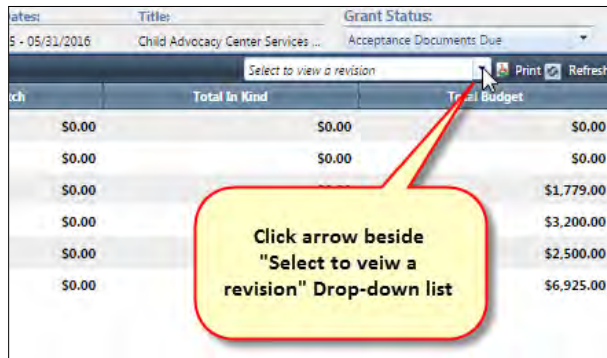 ates: Title: Grant Status:
5 - 05/31/2016 Child Advocacy Center Services ... Acceptance Documents Due
Select to view a revision Print Refresh
tch Total In Kind Total Budget
$0.00 $0.00 $0.00
$0.00 $0.00 $0.00
$0.00 $1,779.00
$0.00 $3,200.00
$0.00 $2,500.00
$0.00 $6,925.00
Click arrow beside
"Select to veiw a
revision" Drop-down list